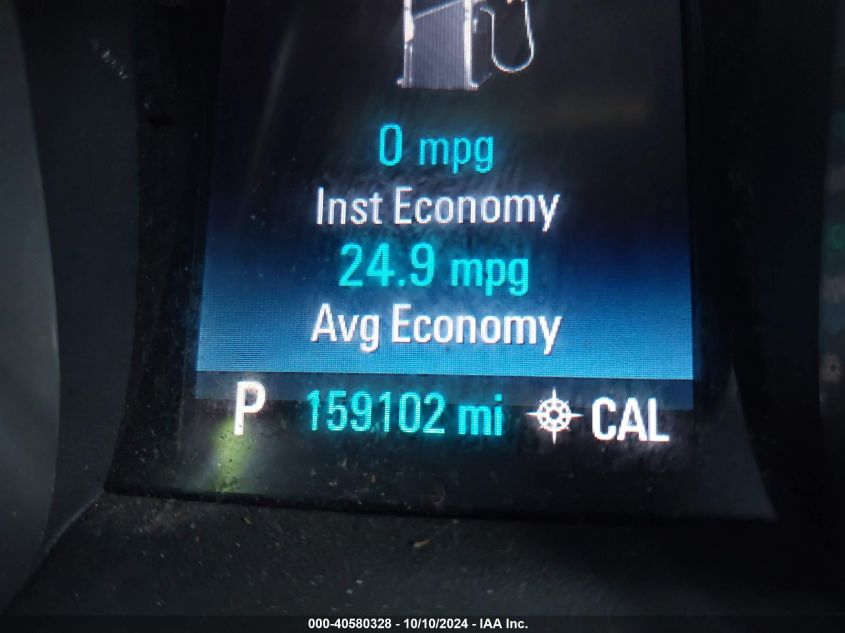 0 mpg
Inst Economy
24.9 mpg
Avg Economy
P 159102 mi CAL
000-40580328 - 10/10/2024 - IAA Inc.